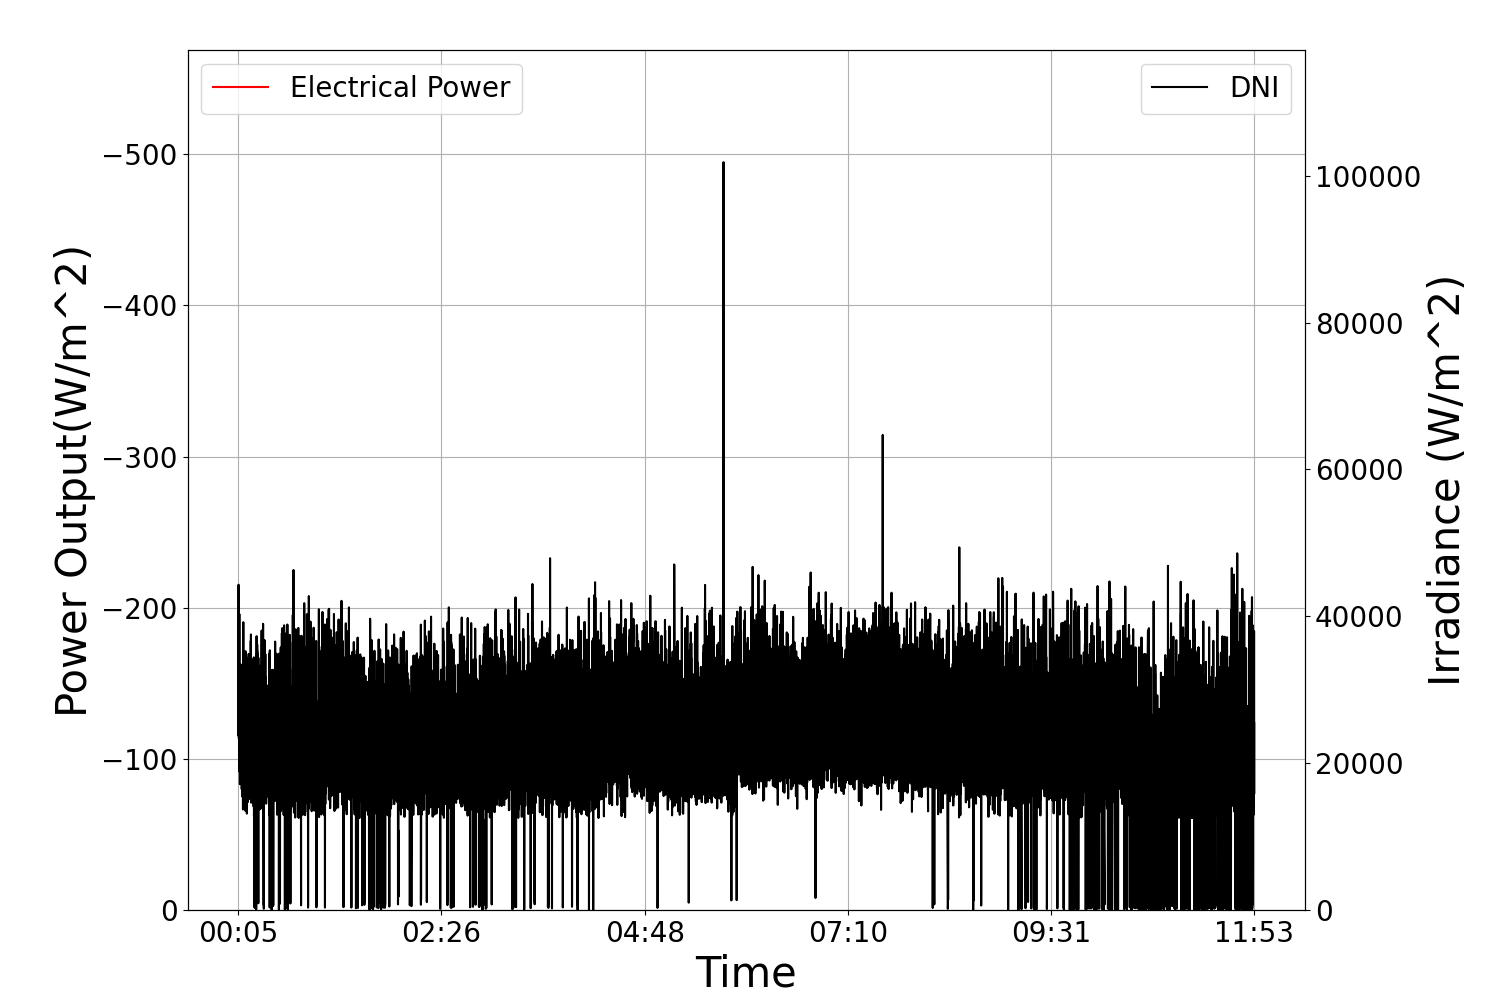 Electrical Power
DNI
−500
−400
−300
−200
−100
0
Power Output(W/m^2)
100000
80000
60000
40000
20000
0
Irradiance (W/m^2)
00:05 02:26 04:48 07:10 09:31 11:53
Time